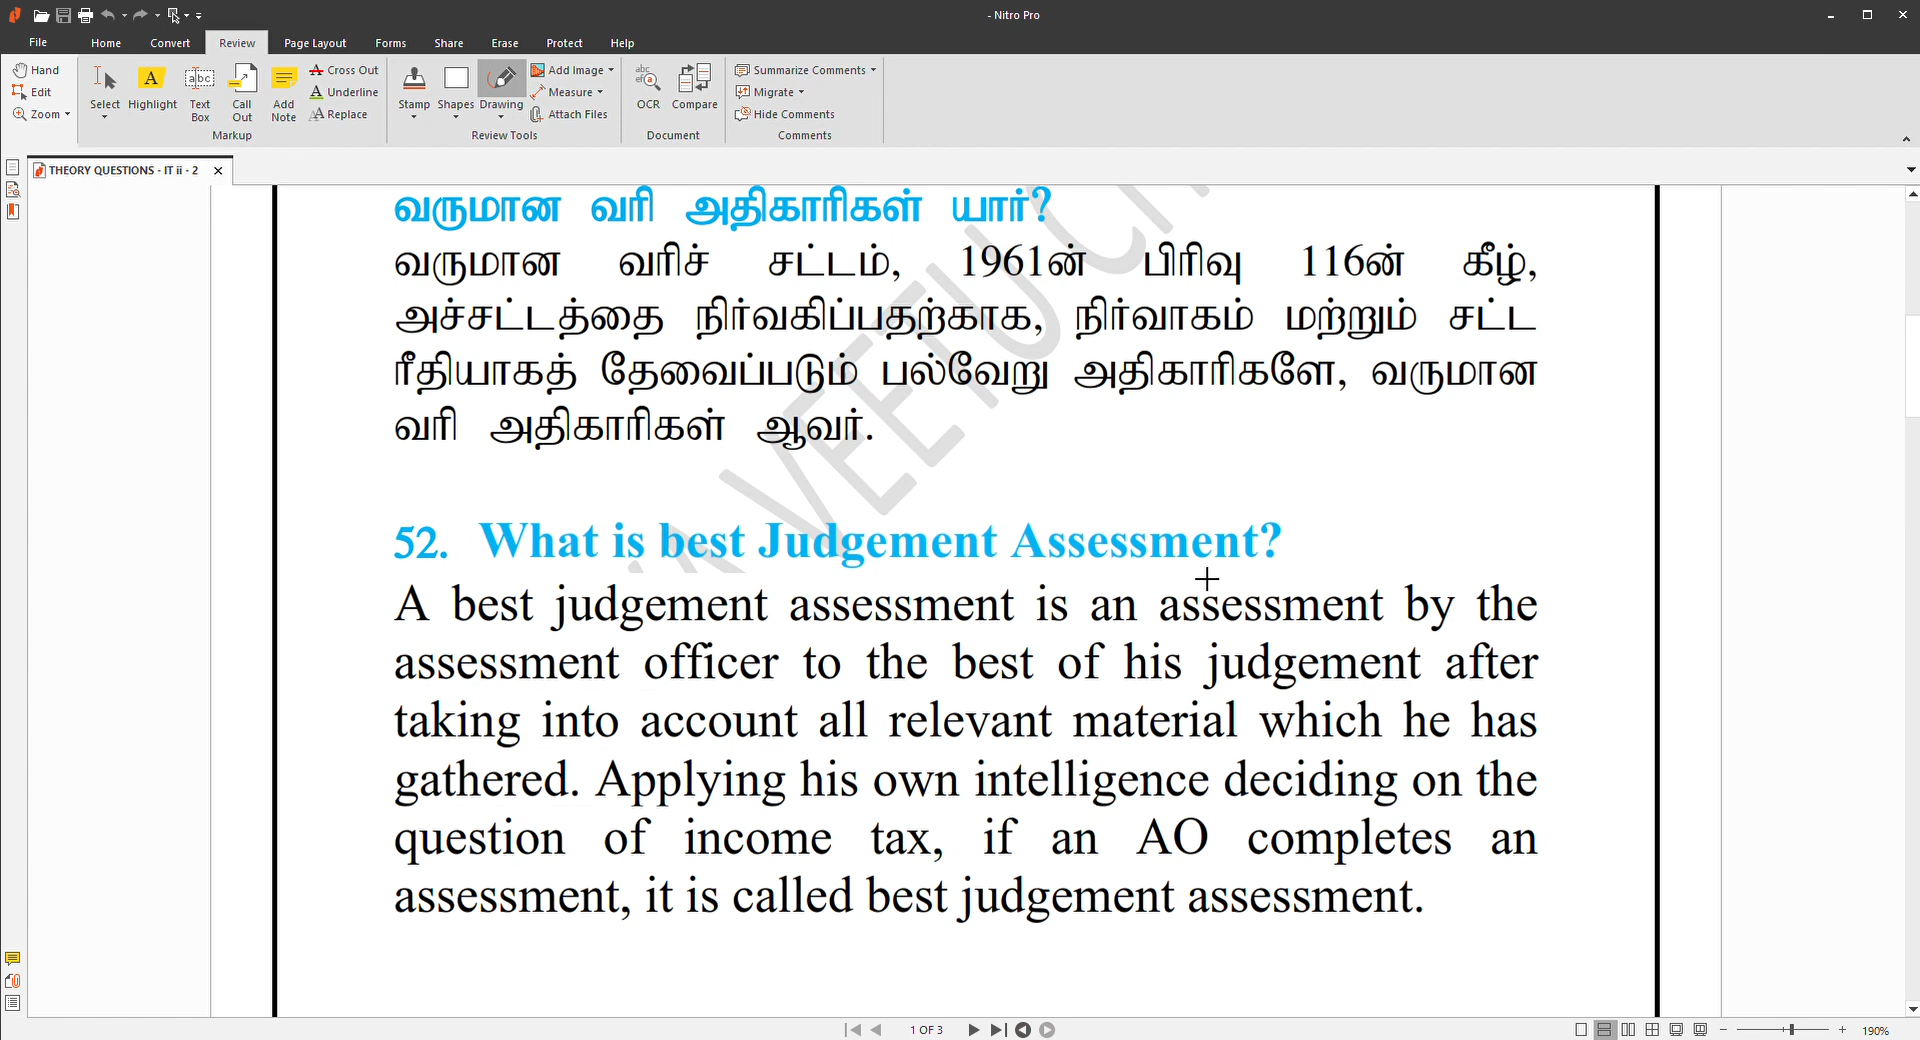 - Nitro Pro
File Home Convert Review Page Layout Forms Share Erase Protect Help
Hand
Edit
Zoom
Select Highlight Text Box Call Out Add Note
Cross Out
Underline
Replace
Markup
Stamp Shapes Drawing
Add Image
Measure
Attach Files
Review Tools
OCR Compare
Document
Summarize Comments
Migrate
Hide Comments
Comments
THEORY QUESTIONS - IT ii - 2
வருமான வரி அதிகாரிகள் யார்?
வருமான வரிச் சட்டம், 1961ன் பிரிவு 116ன் கீழ்,
அச்சட்டத்தை நிர்வகிப்பதற்காக, நிர்வாகம் மற்றும் சட்ட
ரீதியாகத் தேவைப்படும் பல்வேறு அதிகாரிகளே, வருமான
வரி அதிகாரிகள் ஆவர்.
52. What is best Judgement Assessment?
A best judgement assessment is an assessment by the
assessment officer to the best of his judgement after
taking into account all relevant material which he has
gathered. Applying his own intelligence deciding on the
question of income tax, if an AO completes an
assessment, it is called best judgement assessment.
VEETU
1 OF 3
190%